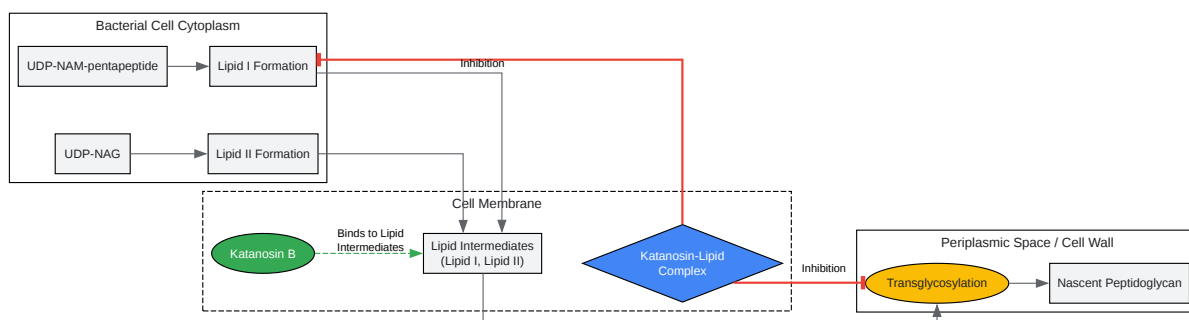 Bacterial Cell Cytoplasm
UDP-NAM-pentapeptide
Lipid I Formation
Inhibition
UDP-NAG
Lipid II Formation
Cell Membrane
Katanosin B
Binds to Lipid
Intermediates
Lipid Intermediates
(Lipid I, Lipid II)
Katanosin-Lipid
Complex
Inhibition
Periplasmic Space / Cell Wall
Transglycosylation
Nascent Peptidoglycan